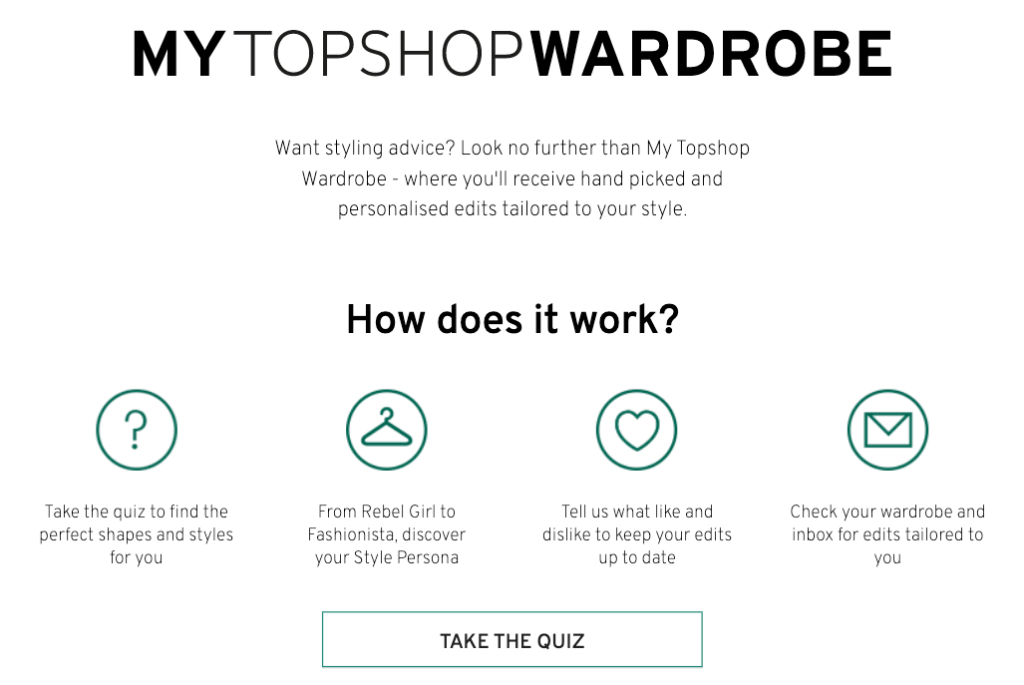 MY TOPSHOP WARDROBE
Want styling advice? Look no further than My Topshop
Wardrobe - where you'll receive hand picked and
personalised edits tailored to your style.
How does it work?
?
Take the quiz to find the
perfect shapes and styles
for you
From Rebel Girl to
Fashionista, discover
your Style Persona
Tell us what like and
dislike to keep your edits
up to date
Check your wardrobe and
inbox for edits tailored to
you
TAKE THE QUIZ